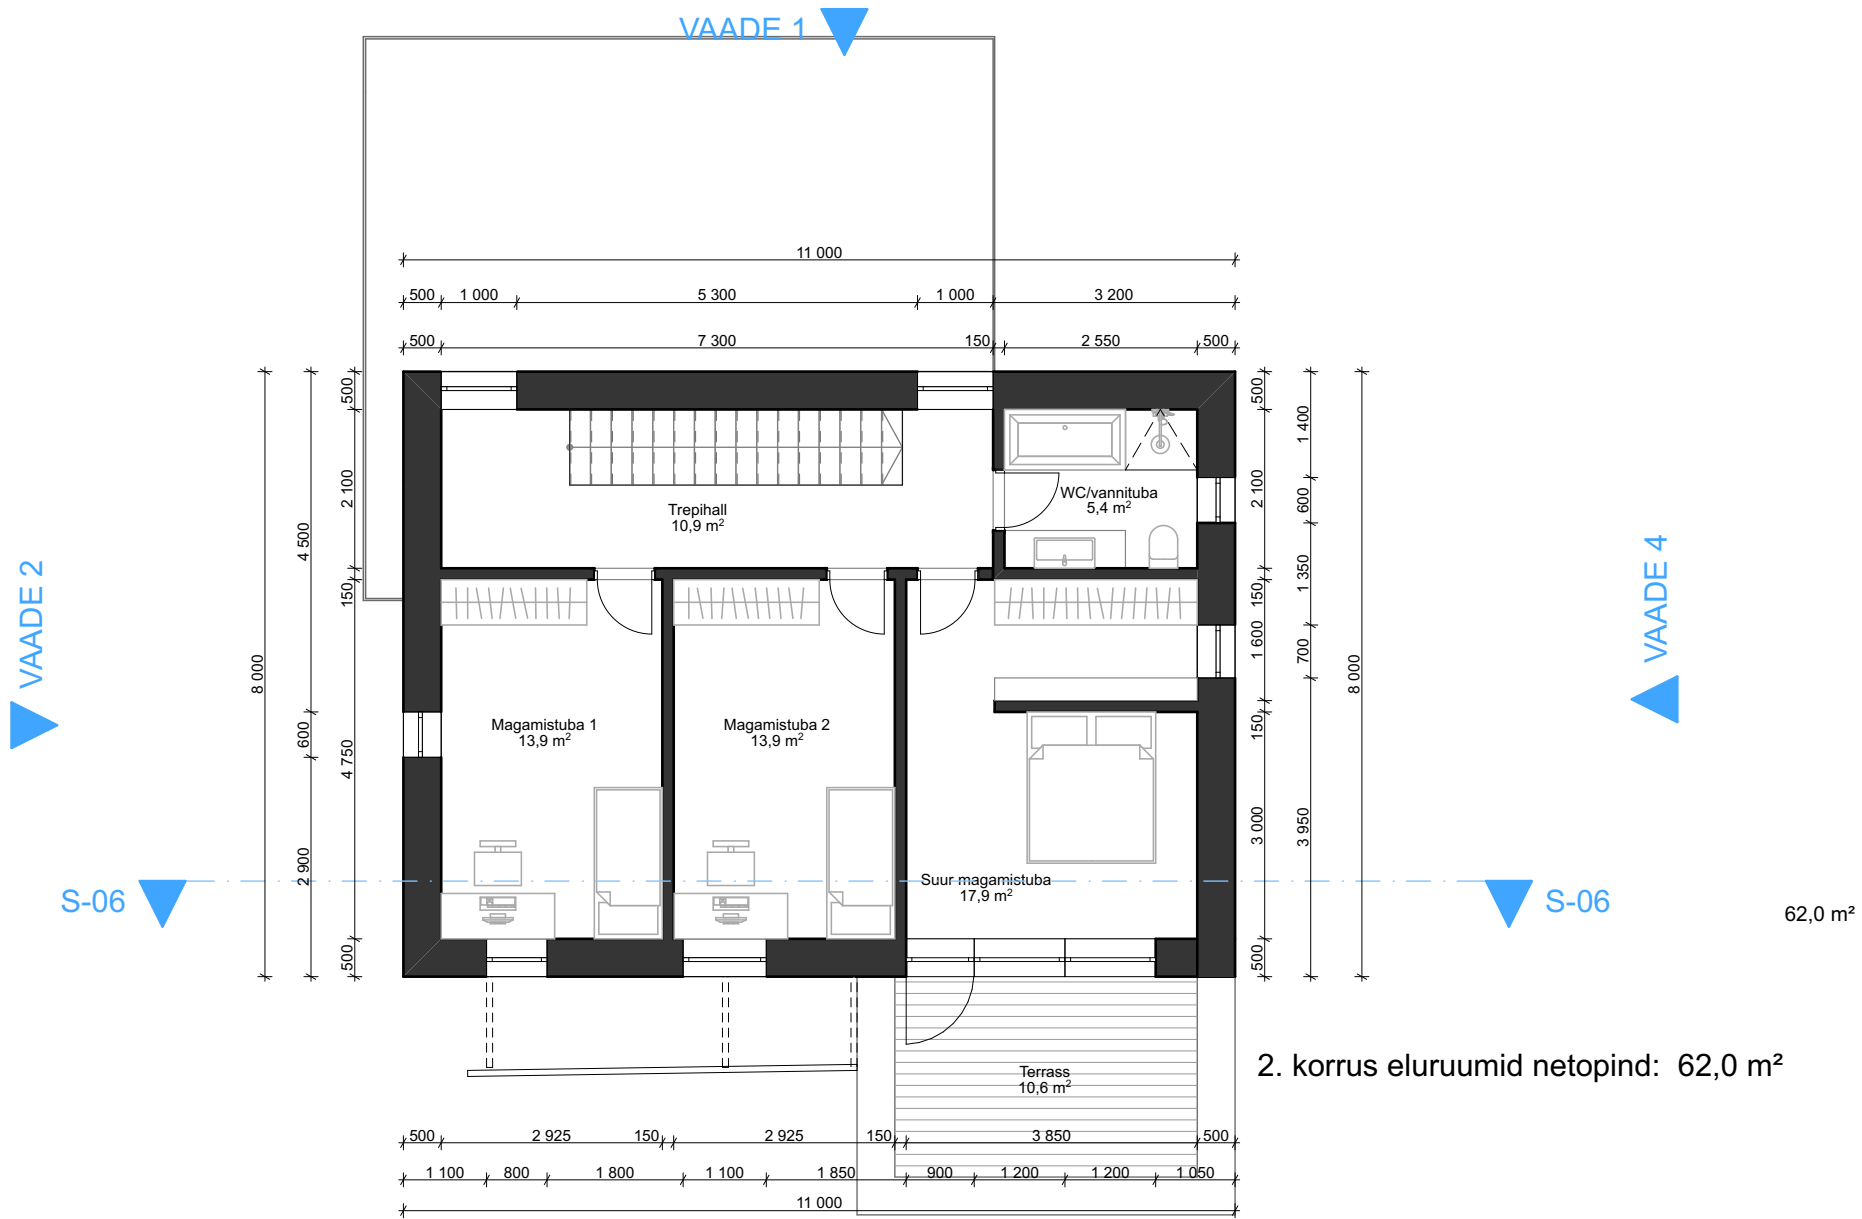 VAADE 1
11 000
500 1 000 5 300 1 000 3 200
500 7 300 150 2 550 500
VAADE 2
8 000
4 500
600
2 900
500
2 100
150
4 750
500
Trepihall
10,9 m²
WC/vannituba
5,4 m²
Magamistuba 1
13,9 m²
Magamistuba 2
13,9 m²
Suur magamistuba
17,9 m²
Terrass
10,6 m²
500
2 100
150
1 600
150
3 000
500
1 400
600
1 350
700
3 950
8 000
VAADE 4
S-06
S-06
62,0 m²
2. korrus eluruumid netopind: 62,0 m²
500 2 925 150 2 925 150 3 850 500
1 100 800 1 800 1 100 1 850 900 1 200 1 200 1 050
11 000